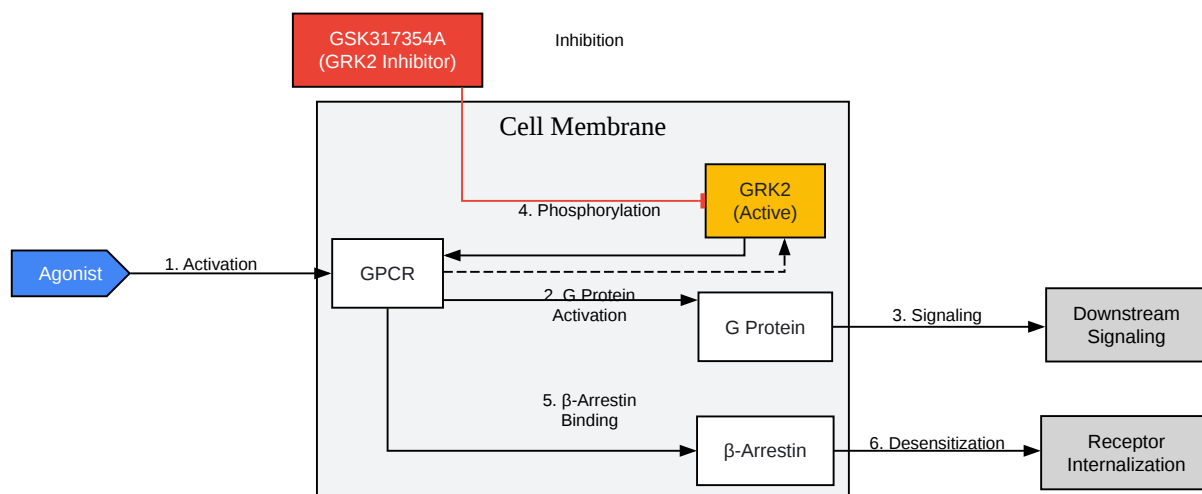 GSK317354A
(GRK2 Inhibitor)
Inhibition
Cell Membrane
GRK2
(Active)
4. Phosphorylation
Agonist
1. Activation
GPCR
2. G Protein
Activation
G Protein
3. Signaling
Downstream
Signaling
5. β-Arrestin
Binding
β-Arrestin
6. Desensitization
Receptor
Internalization